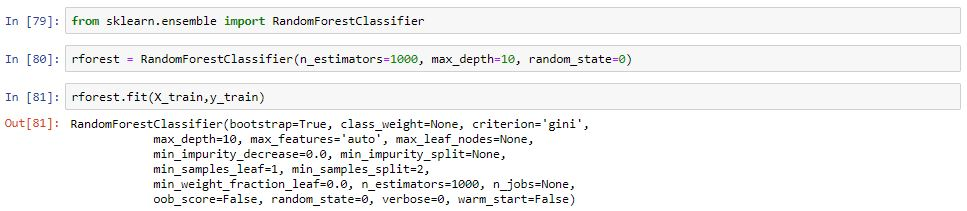 In [79]: from sklearn.ensemble import RandomForestClassifier
In [80]: rforest = RandomForestClassifier(n_estimators=1000, max_depth=10, random_state=0)
In [81]: rforest.fit(X_train,y_train)
Out[81]: RandomForestClassifier(bootstrap=True, class_weight=None, criterion='gini',
max_depth=10, max_features='auto', max_leaf_nodes=None,
min_impurity_decrease=0.0, min_impurity_split=None,
min_samples_leaf=1, min_samples_split=2,
min_weight_fraction_leaf=0.0, n_estimators=1000, n_jobs=None,
oob_score=False, random_state=0, verbose=0, warm_start=False)